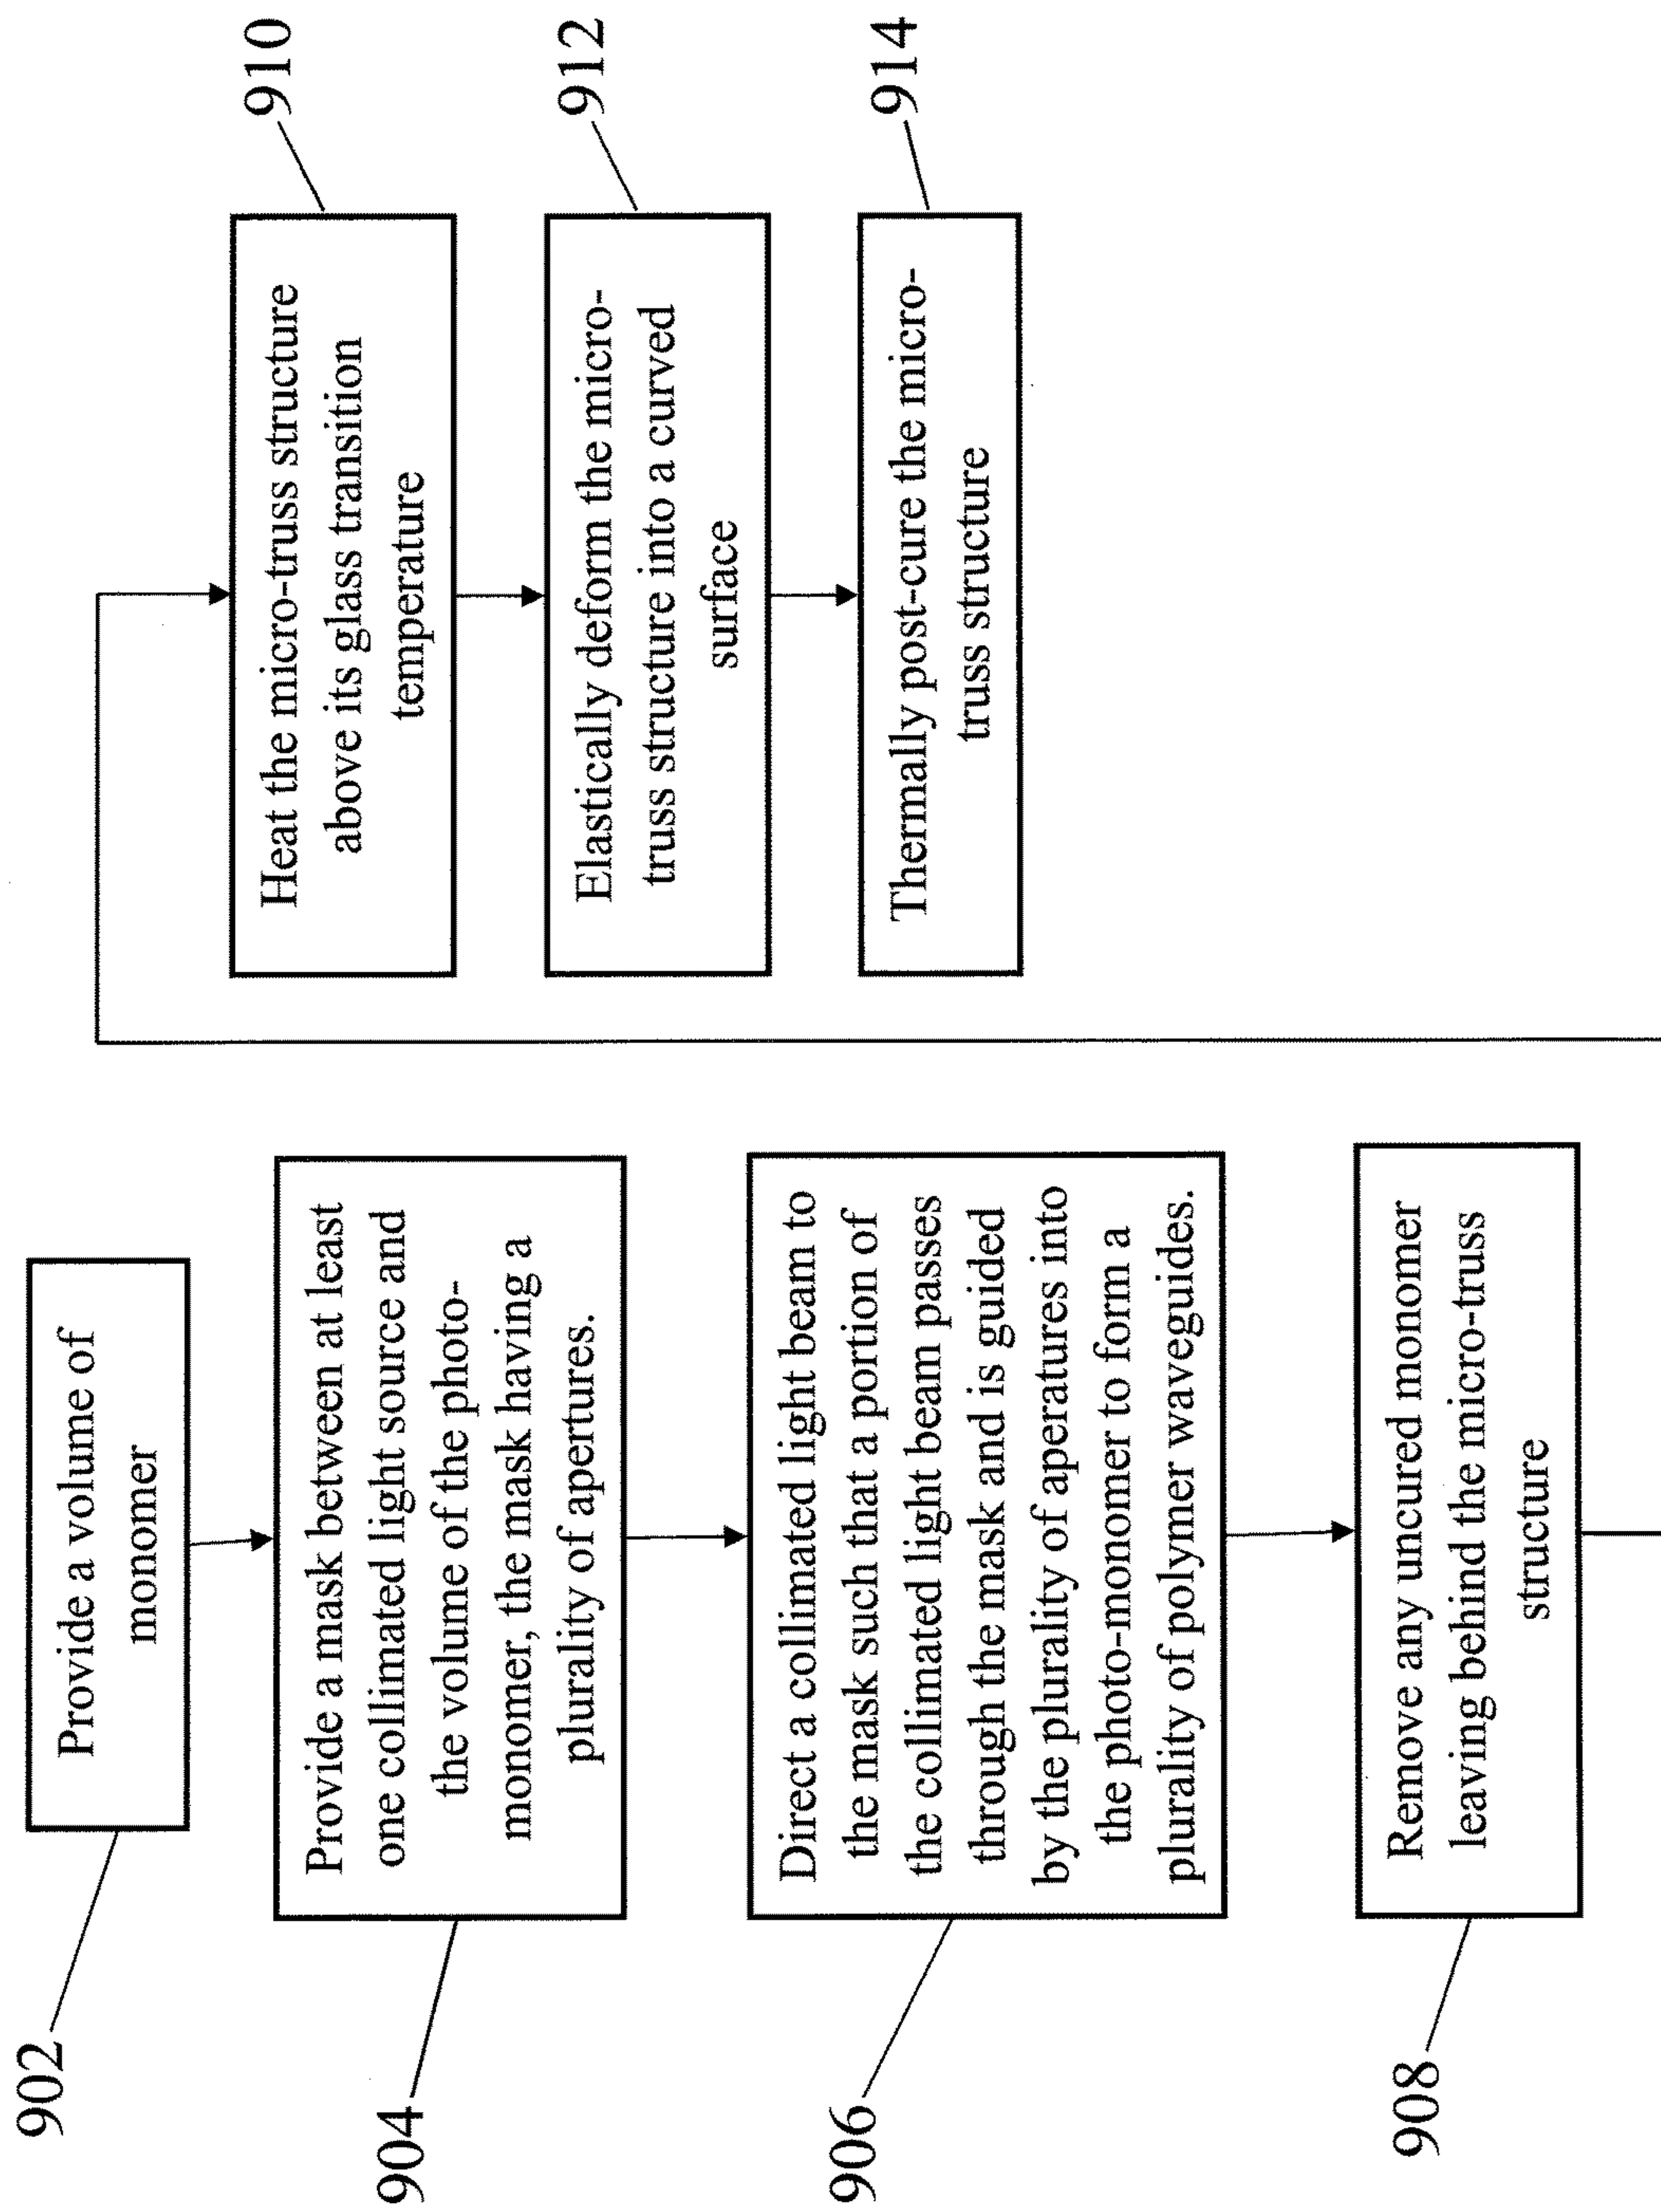 902
Provide a volume of
monomer
904
Provide a mask between at least
one collimated light source and
the volume of the photo-
monomer, the mask having a
plurality of apertures.
906
Direct a collimated light beam to
the mask such that a portion of
the collimated light beam passes
through the mask and is guided
by the plurality of aperatures into
the photo-monomer to form a
plurality of polymer waveguides.
908
Remove any uncured monomer
leaving behind the micro-truss
structure
910
Heat the micro-truss structure
above its glass transition
temperature
912
Elastically deform the micro-
truss structure into a curved
surface
914
Thermally post-cure the micro-
truss structure